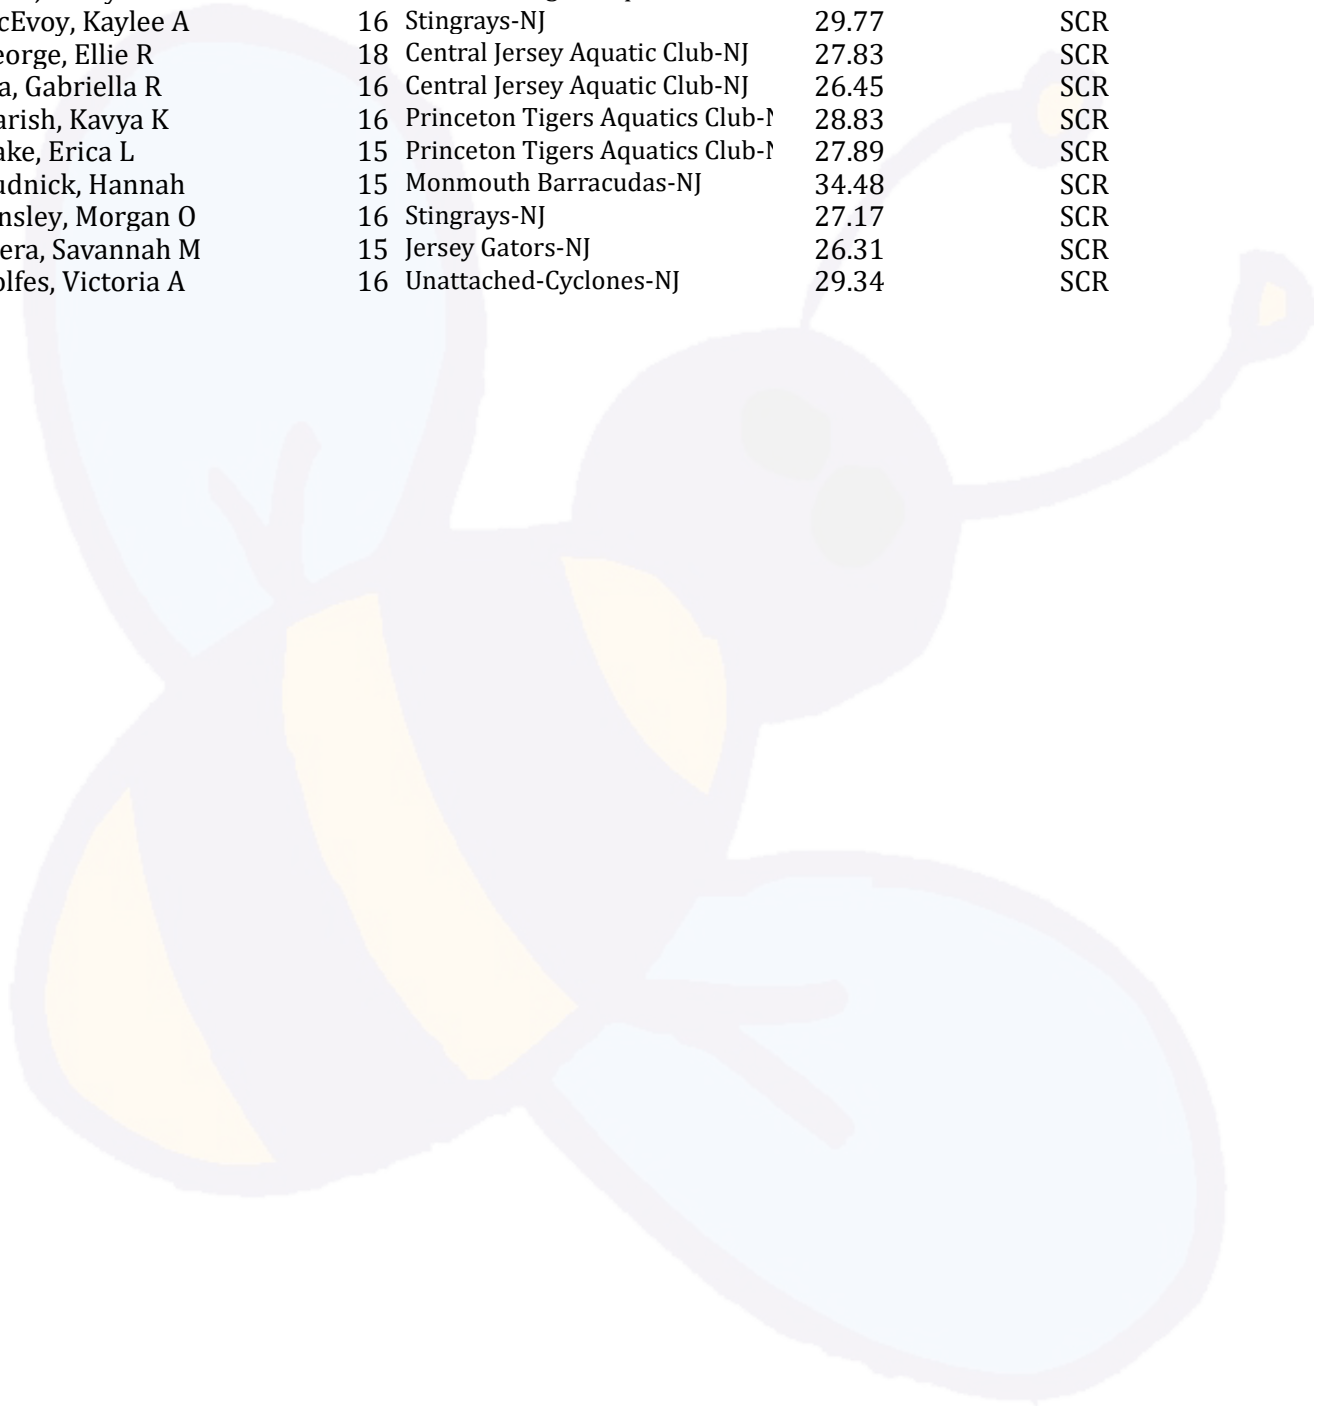 cEvoy, Kaylee A 16 Stingrays-NJ 29.77 SCR
eorge, Ellie R 18 Central Jersey Aquatic Club-NJ 27.83 SCR
a, Gabriella R 16 Central Jersey Aquatic Club-NJ 26.45 SCR
arish, Kavya K 16 Princeton Tigers Aquatics Club-N 28.83 SCR
ake, Erica L 15 Princeton Tigers Aquatics Club-N 27.89 SCR
udnick, Hannah 15 Monmouth Barracudas-NJ 34.48 SCR
nsley, Morgan O 16 Stingrays-NJ 27.17 SCR
era, Savannah M 15 Jersey Gators-NJ 26.31 SCR
olfes, Victoria A 16 Unattached-Cyclones-NJ 29.34 SCR